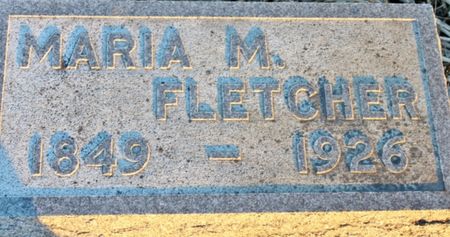 MARIA M.
FLETCHER
1849 - 1926